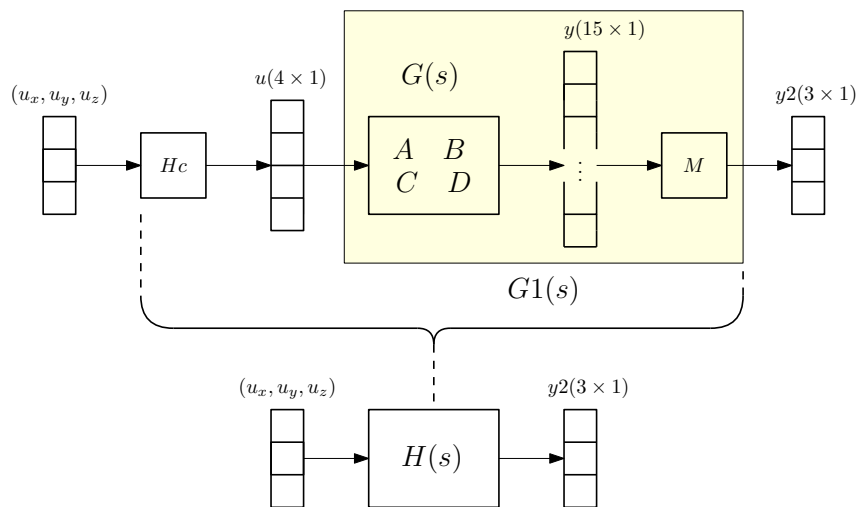 y(15 × 1)
G(s)
u(4 × 1)
(u_x, u_y, u_z)
y2(3 × 1)
A B
C D
Hc
⋮
M
G1(s)
(u_x, u_y, u_z)
y2(3 × 1)
H(s)